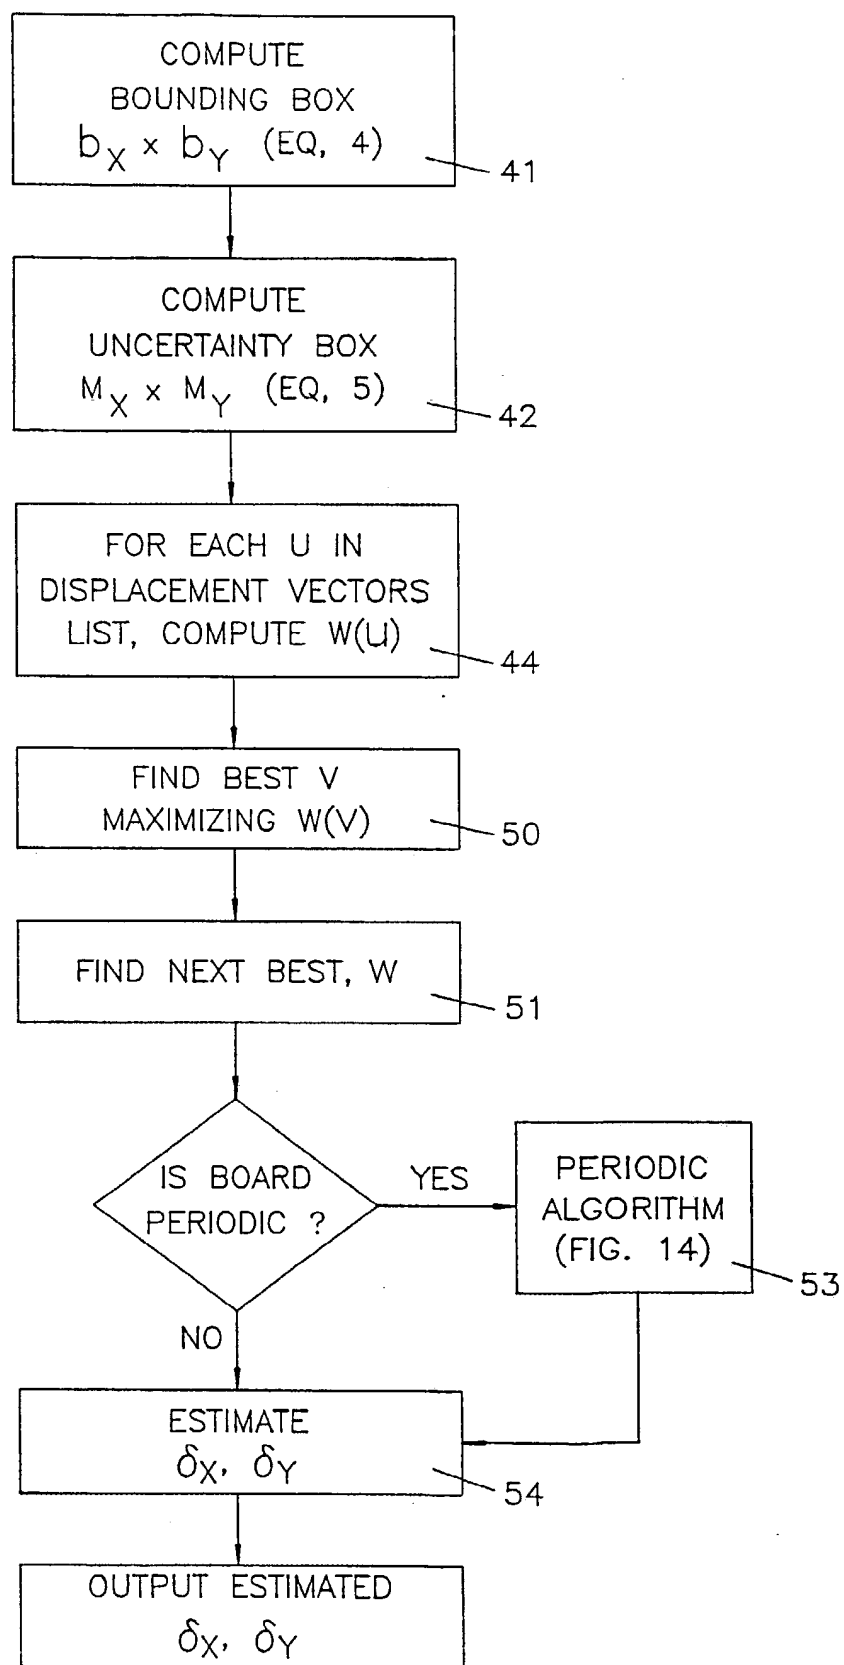 COMPUTE
BOUNDING BOX
bX × bY (EQ, 4)
41
COMPUTE
UNCERTAINTY BOX
MX × MY (EQ, 5)
42
FOR EACH U IN
DISPLACEMENT VECTORS
LIST, COMPUTE W(U)
44
FIND BEST V
MAXIMIZING W(V)
50
FIND NEXT BEST, W
51
IS BOARD
PERIODIC ?
YES
PERIODIC
ALGORITHM
(FIG. 14)
53
NO
ESTIMATE
δX, δY
54
OUTPUT ESTIMATED
δX, δY